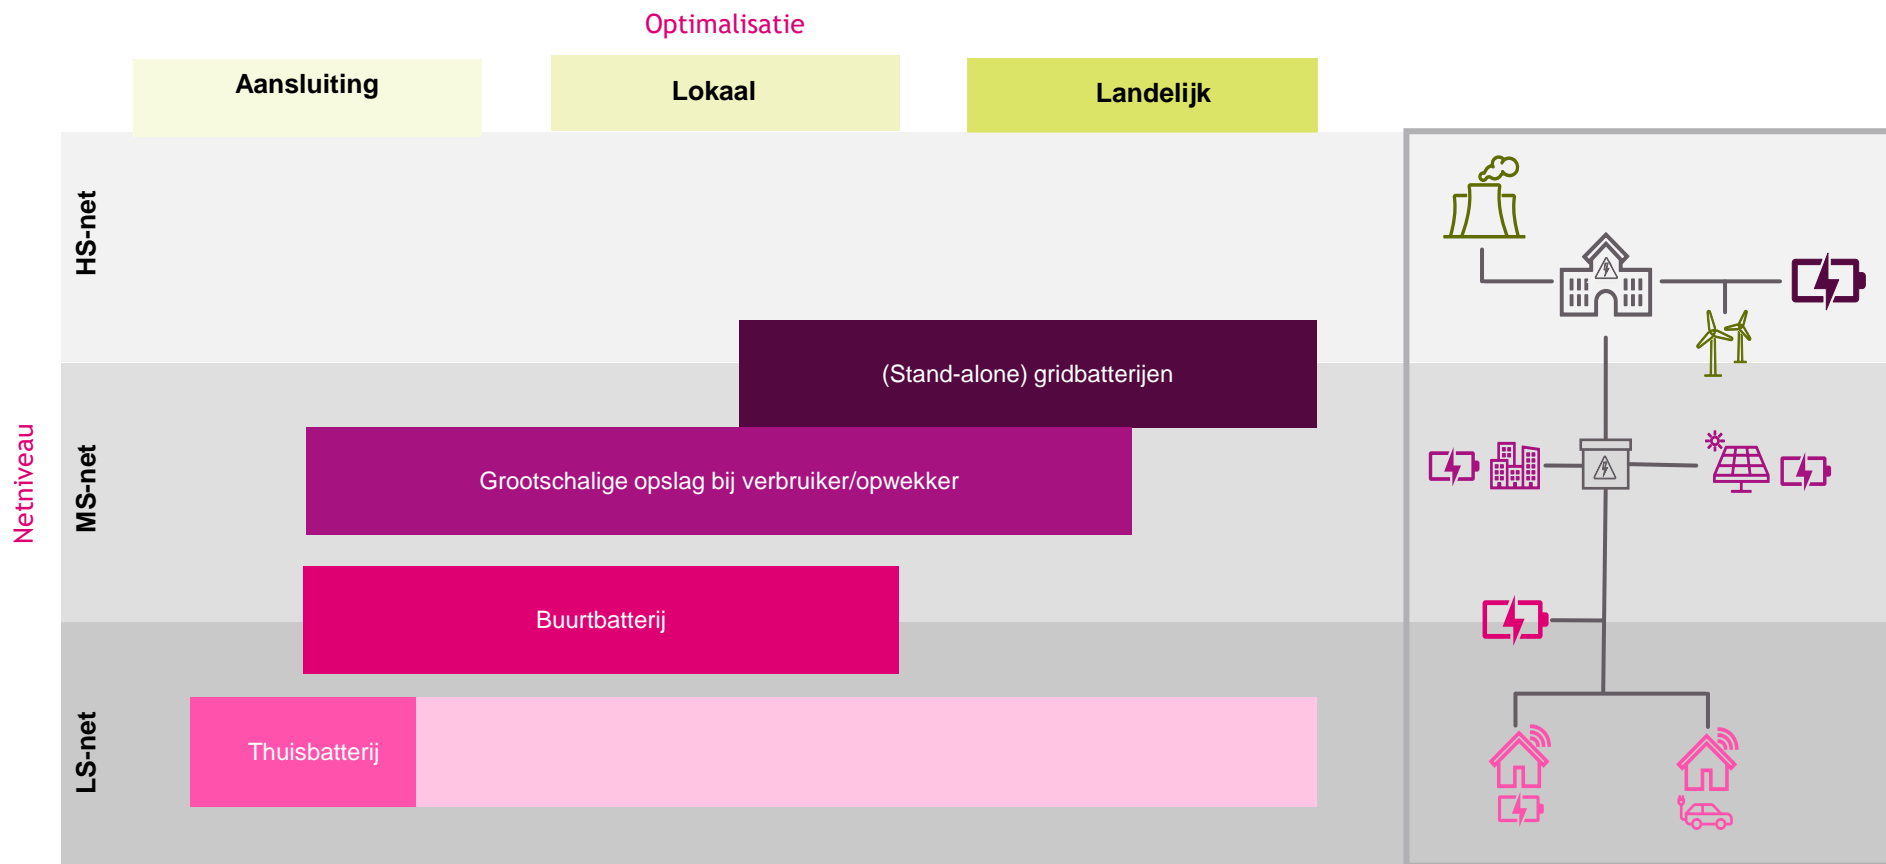 Optimalisatie
Aansluiting
Lokaal
Landelijk
Netniveau
HS-net
(Stand-alone) gridbatterijen
MS-net
Grootschalige opslag bij verbruiker/opwekker
Buurtbatterij
LS-net
Thuisbatterij